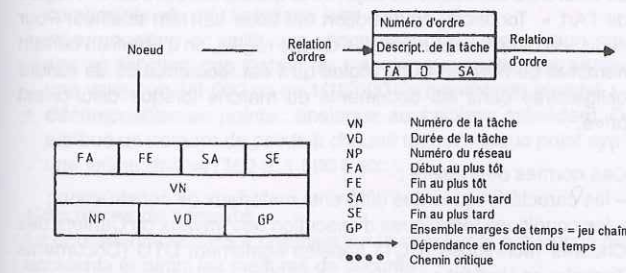 de l'Art »
Noeud
Relation d'ordre
Numéro d'ordre
Descript. de la tâche
FA D SA
Relation d'ordre
FA FE SA SE
VN
NP VD GP
VN Numéro de la tâche
VD Durée de la tâche
NP Numéro du réseau
FA Début au plus tôt
FE Fin au plus tôt
SA Début au plus tard
SE Fin au plus tard
GP Ensemble marges de temps = jeu chaîn
Dépendance en fonction du temps
Chemin critique